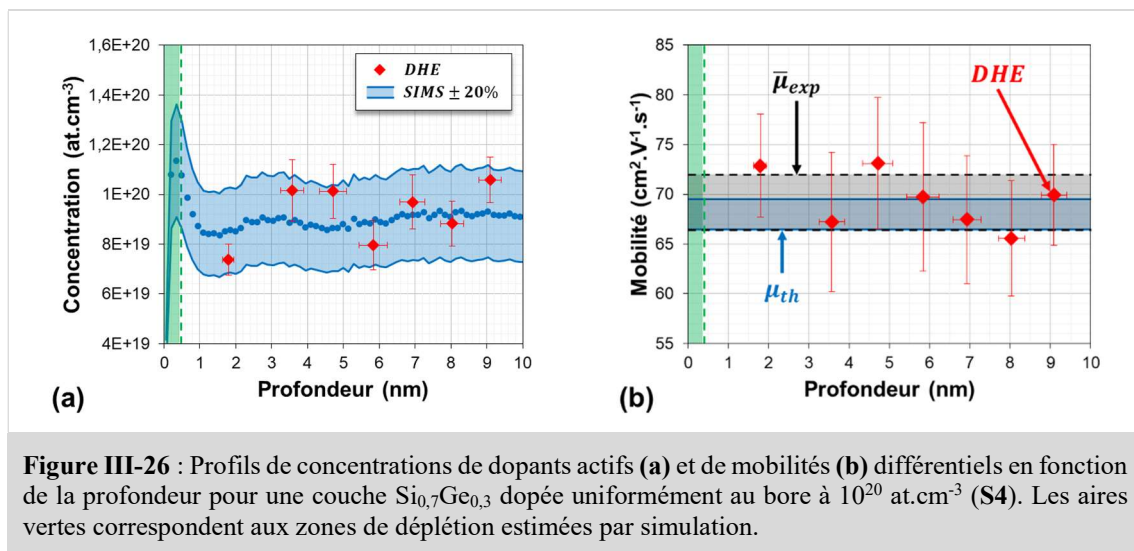 1,6E+20
1,4E+20
1,2E+20
1E+20
8E+19
6E+19
4E+19
Concentration (at.cm⁻³)
DHE
SIMS ± 20%
0 1 2 3 4 5 6 7 8 9 10
Profondeur (nm)
(a)
85
80
75
70
65
60
55
Mobilité (cm².V⁻¹.s⁻¹)
μ̅exp
DHE
μth
0 1 2 3 4 5 6 7 8 9 10
Profondeur (nm)
(b)
Figure III-26 : Profils de concentrations de dopants actifs (a) et de mobilités (b) différentiels en fonction
de la profondeur pour une couche Si0,7Ge0,3 dopée uniformément au bore à 10²⁰ at.cm⁻³ (S4). Les aires
vertes correspondent aux zones de déplétion estimées par simulation.